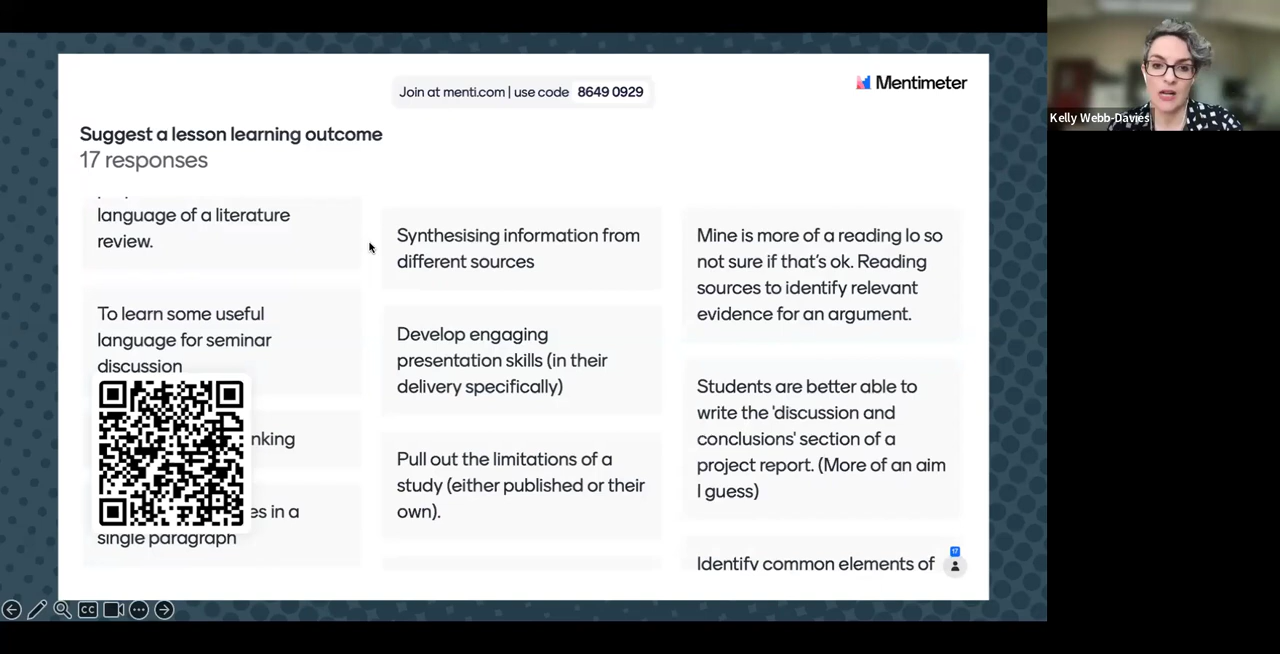 Join at menti.com | use code 8649 0929
Mentimeter
Kelly Webb-Davies
Suggest a lesson learning outcome
17 responses
language of a literature
review.
To learn some useful
language for seminar
discussion
nking
es in a
single paragraph
Synthesising information from
different sources
Develop engaging
presentation skills (in their
delivery specifically)
Pull out the limitations of a
study (either published or their
own).
Mine is more of a reading lo so
not sure if that's ok. Reading
sources to identify relevant
evidence for an argument.
Students are better able to
write the 'discussion and
conclusions' section of a
project report. (More of an aim
I guess)
Identify common elements of
17
CC